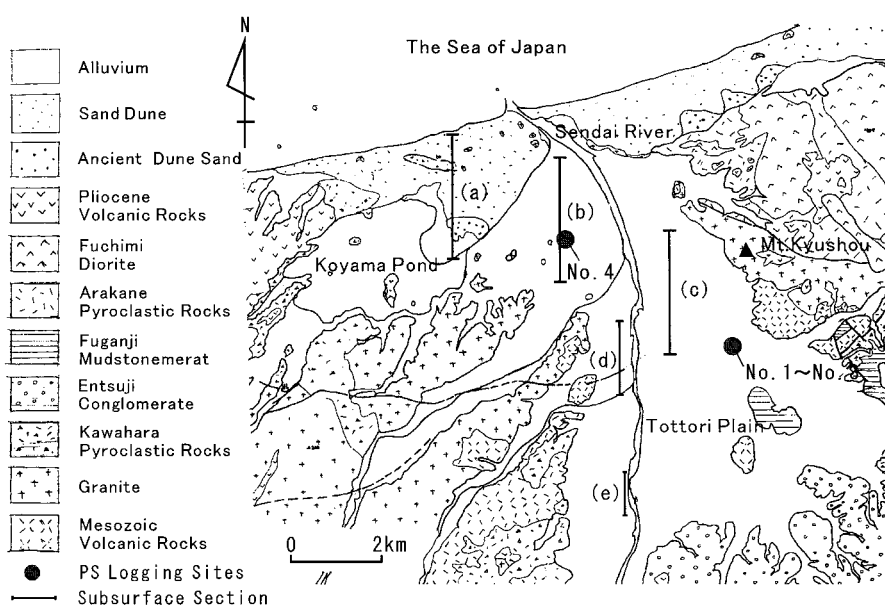 N
The Sea of Japan
Alluvium
Sand Dune
Ancient Dune Sand
Pliocene
Volcanic Rocks
Fuchimi
Diorite
Arakane
Pyroclastic Rocks
Fuganji
Mudstonemerat
Entsuji
Conglomerate
Kawahara
Pyroclastic Rocks
Granite
Mesozoic
Volcanic Rocks
PS Logging Sites
Subsurface Section
Sendai River
(a)
(b)
Koyama Pond
No. 4
Mt.Kyushou
(c)
(d)
No. 1～No.
Tottori Plain
(e)
0 2km